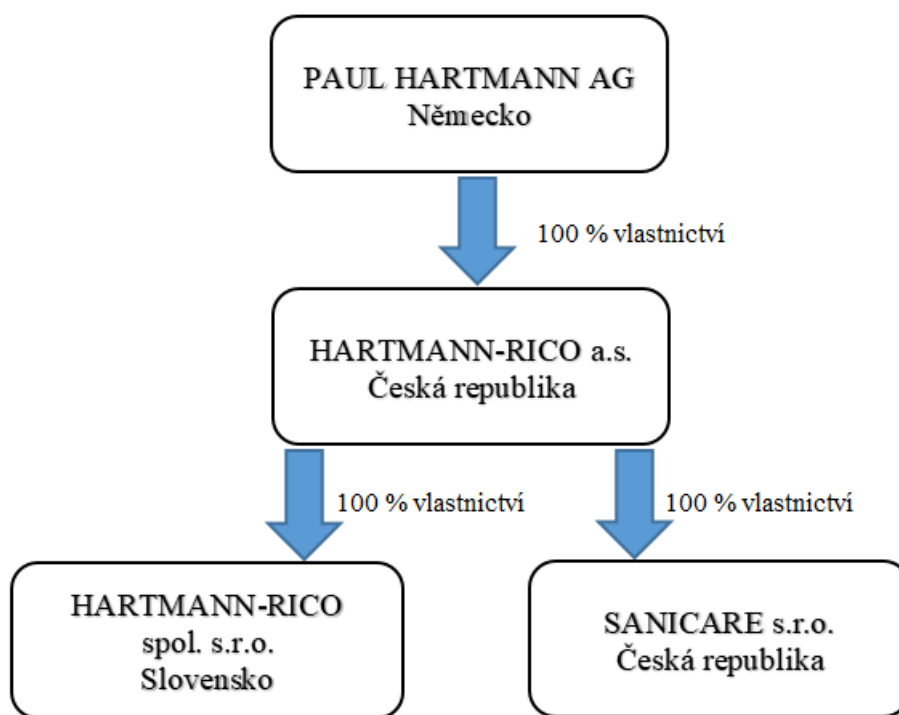 PAUL HARTMANN AG
Německo
100 % vlastnictví
HARTMANN-RICO a.s.
Česká republika
100 % vlastnictví
100 % vlastnictví
HARTMANN-RICO
spol. s.r.o.
Slovensko
SANICARE s.r.o.
Česká republika